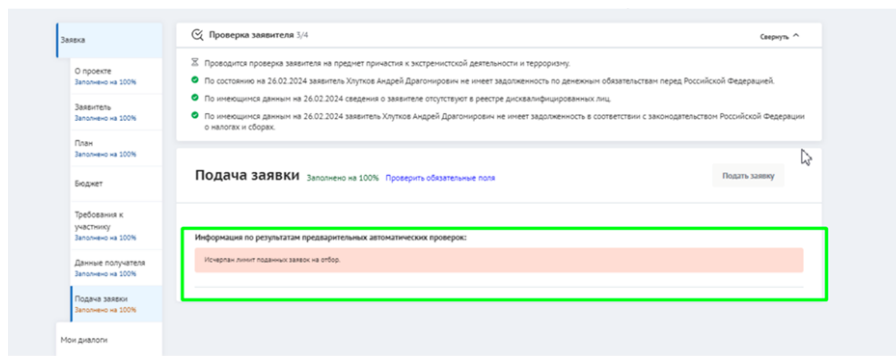 Заявка
О проекте
Заполнено на 100%
Заявитель
Заполнено на 100%
План
Заполнено на 100%
Бюджет
Требования к
участнику
Заполнено на 100%
Данные получателя
Заполнено на 100%
Подача заявки
Заполнено на 100%
Мои диалоги
Проверка заявителя 3/4
Свернуть
Проводится проверка заявителя на предмет причастия к экстремистской деятельности и терроризму.
По состоянию на 26.02.2024 заявитель Хлутков Андрей Драгомирович не имеет задолженность по денежным обязательствам перед Российской Федерацией.
По имеющимся данным на 26.02.2024 сведения о заявителе отсутствуют в реестре дисквалифицированных лиц.
По имеющимся данным на 26.02.2024 заявитель Хлутков Андрей Драгомирович не имеет задолженность в соответствии с законодательством Российской Федерации
о налогах и сборах.
Подача заявки Заполнено на 100% Проверить обязательные поля
Подать заявку
Информация по результатам предварительных автоматических проверок:
Исчерпан лимит поданных заявок на отбор.